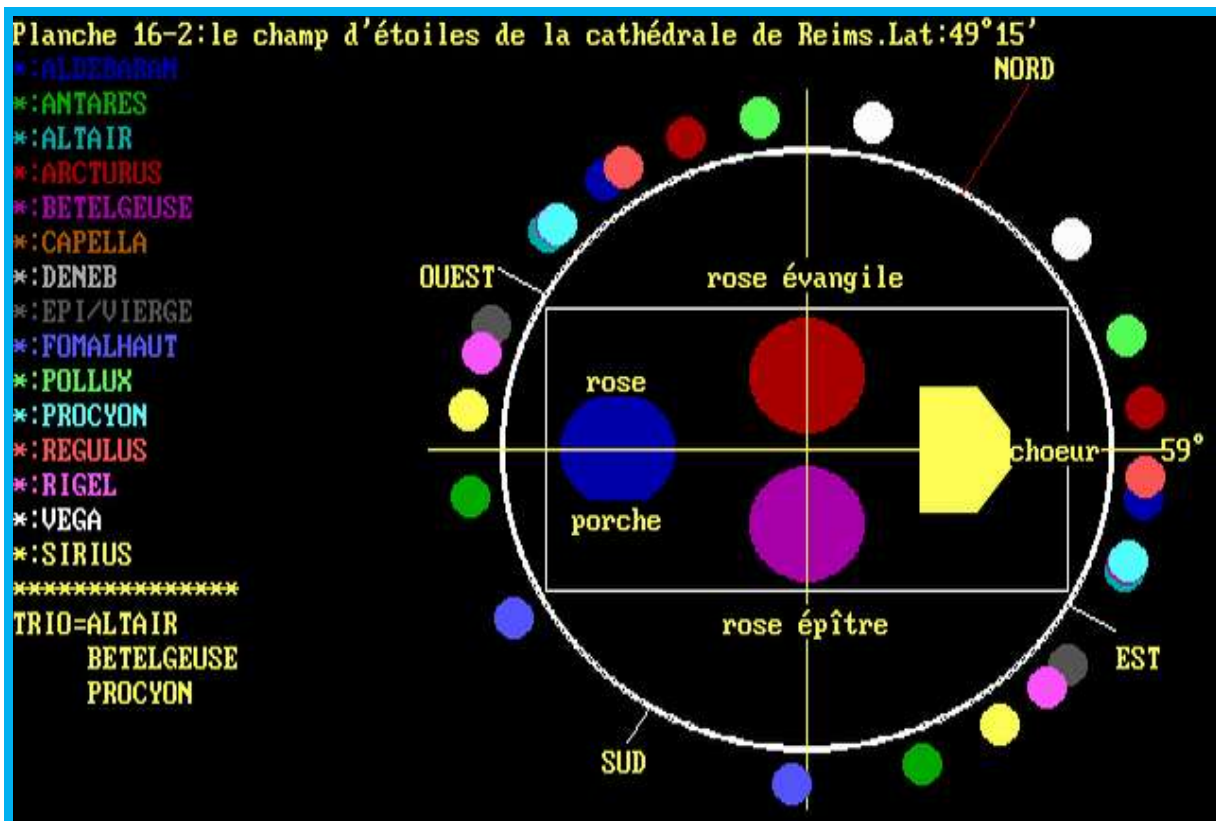 Planche 16-2:le champ d'étoiles de la cathédrale de Reims.Lat:49°15'
*:ALDEBARAN
*:ANTARES
*:ALTAIR
*:ARCTURUS
*:BETELGEUSE
*:CAPELLA
*:DENEB
*:EPI/VIERGE
*:FOMALHAUT
*:POLLUX
*:PROCYON
*:REGULUS
*:RIGEL
*:VEGA
*:SIRIUS
***************
TRIO=ALTAIR
BETELGEUSE
PROCYON
NORD
OUEST
rose évangile
rose
choeur
59°
porche
rose épître
EST
SUD